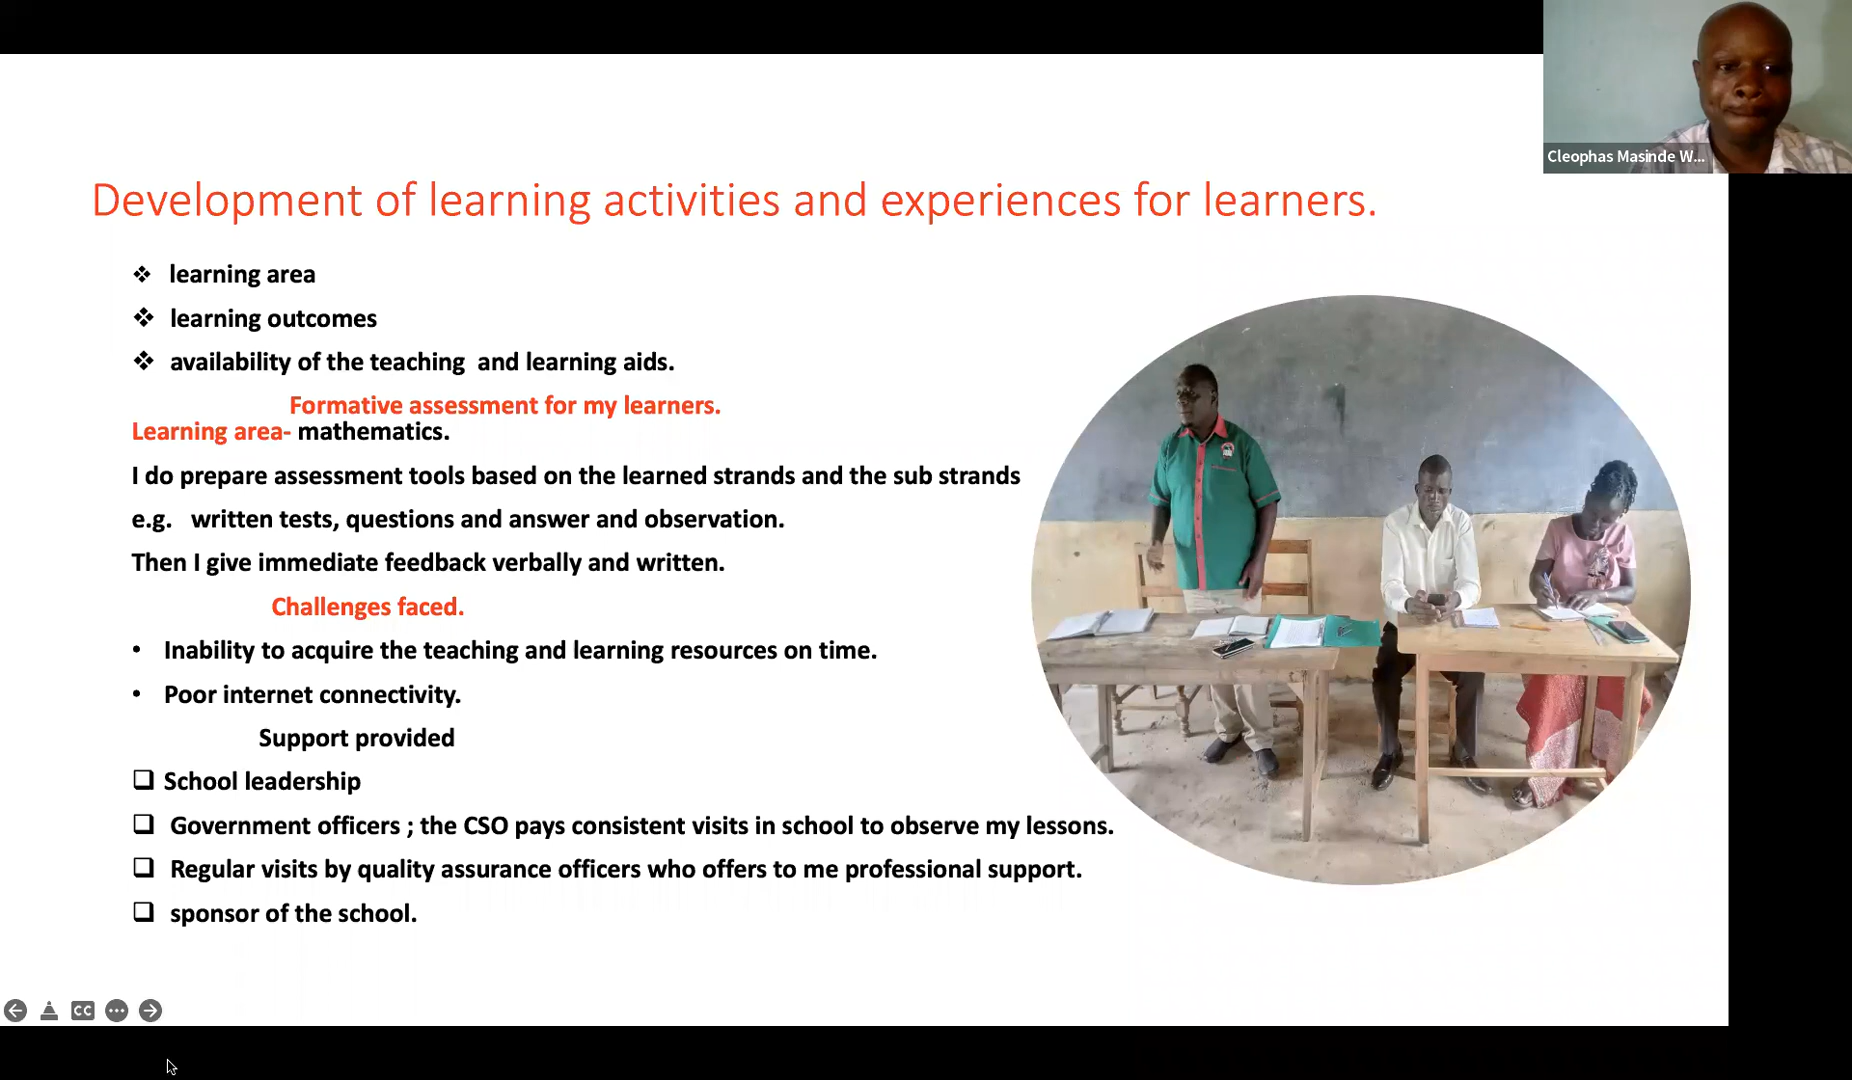 Cleophas Masinde W...
Development of learning activities and experiences for learners.
learning area
learning outcomes
availability of the teaching and learning aids.
Formative assessment for my learners.
Learning area- mathematics.
I do prepare assessment tools based on the learned strands and the sub strands
e.g. written tests, questions and answer and observation.
Then I give immediate feedback verbally and written.
Challenges faced.
• Inability to acquire the teaching and learning resources on time.
• Poor internet connectivity.
Support provided
School leadership
Government officers ; the CSO pays consistent visits in school to observe my lessons.
Regular visits by quality assurance officers who offers to me professional support.
sponsor of the school.
CC